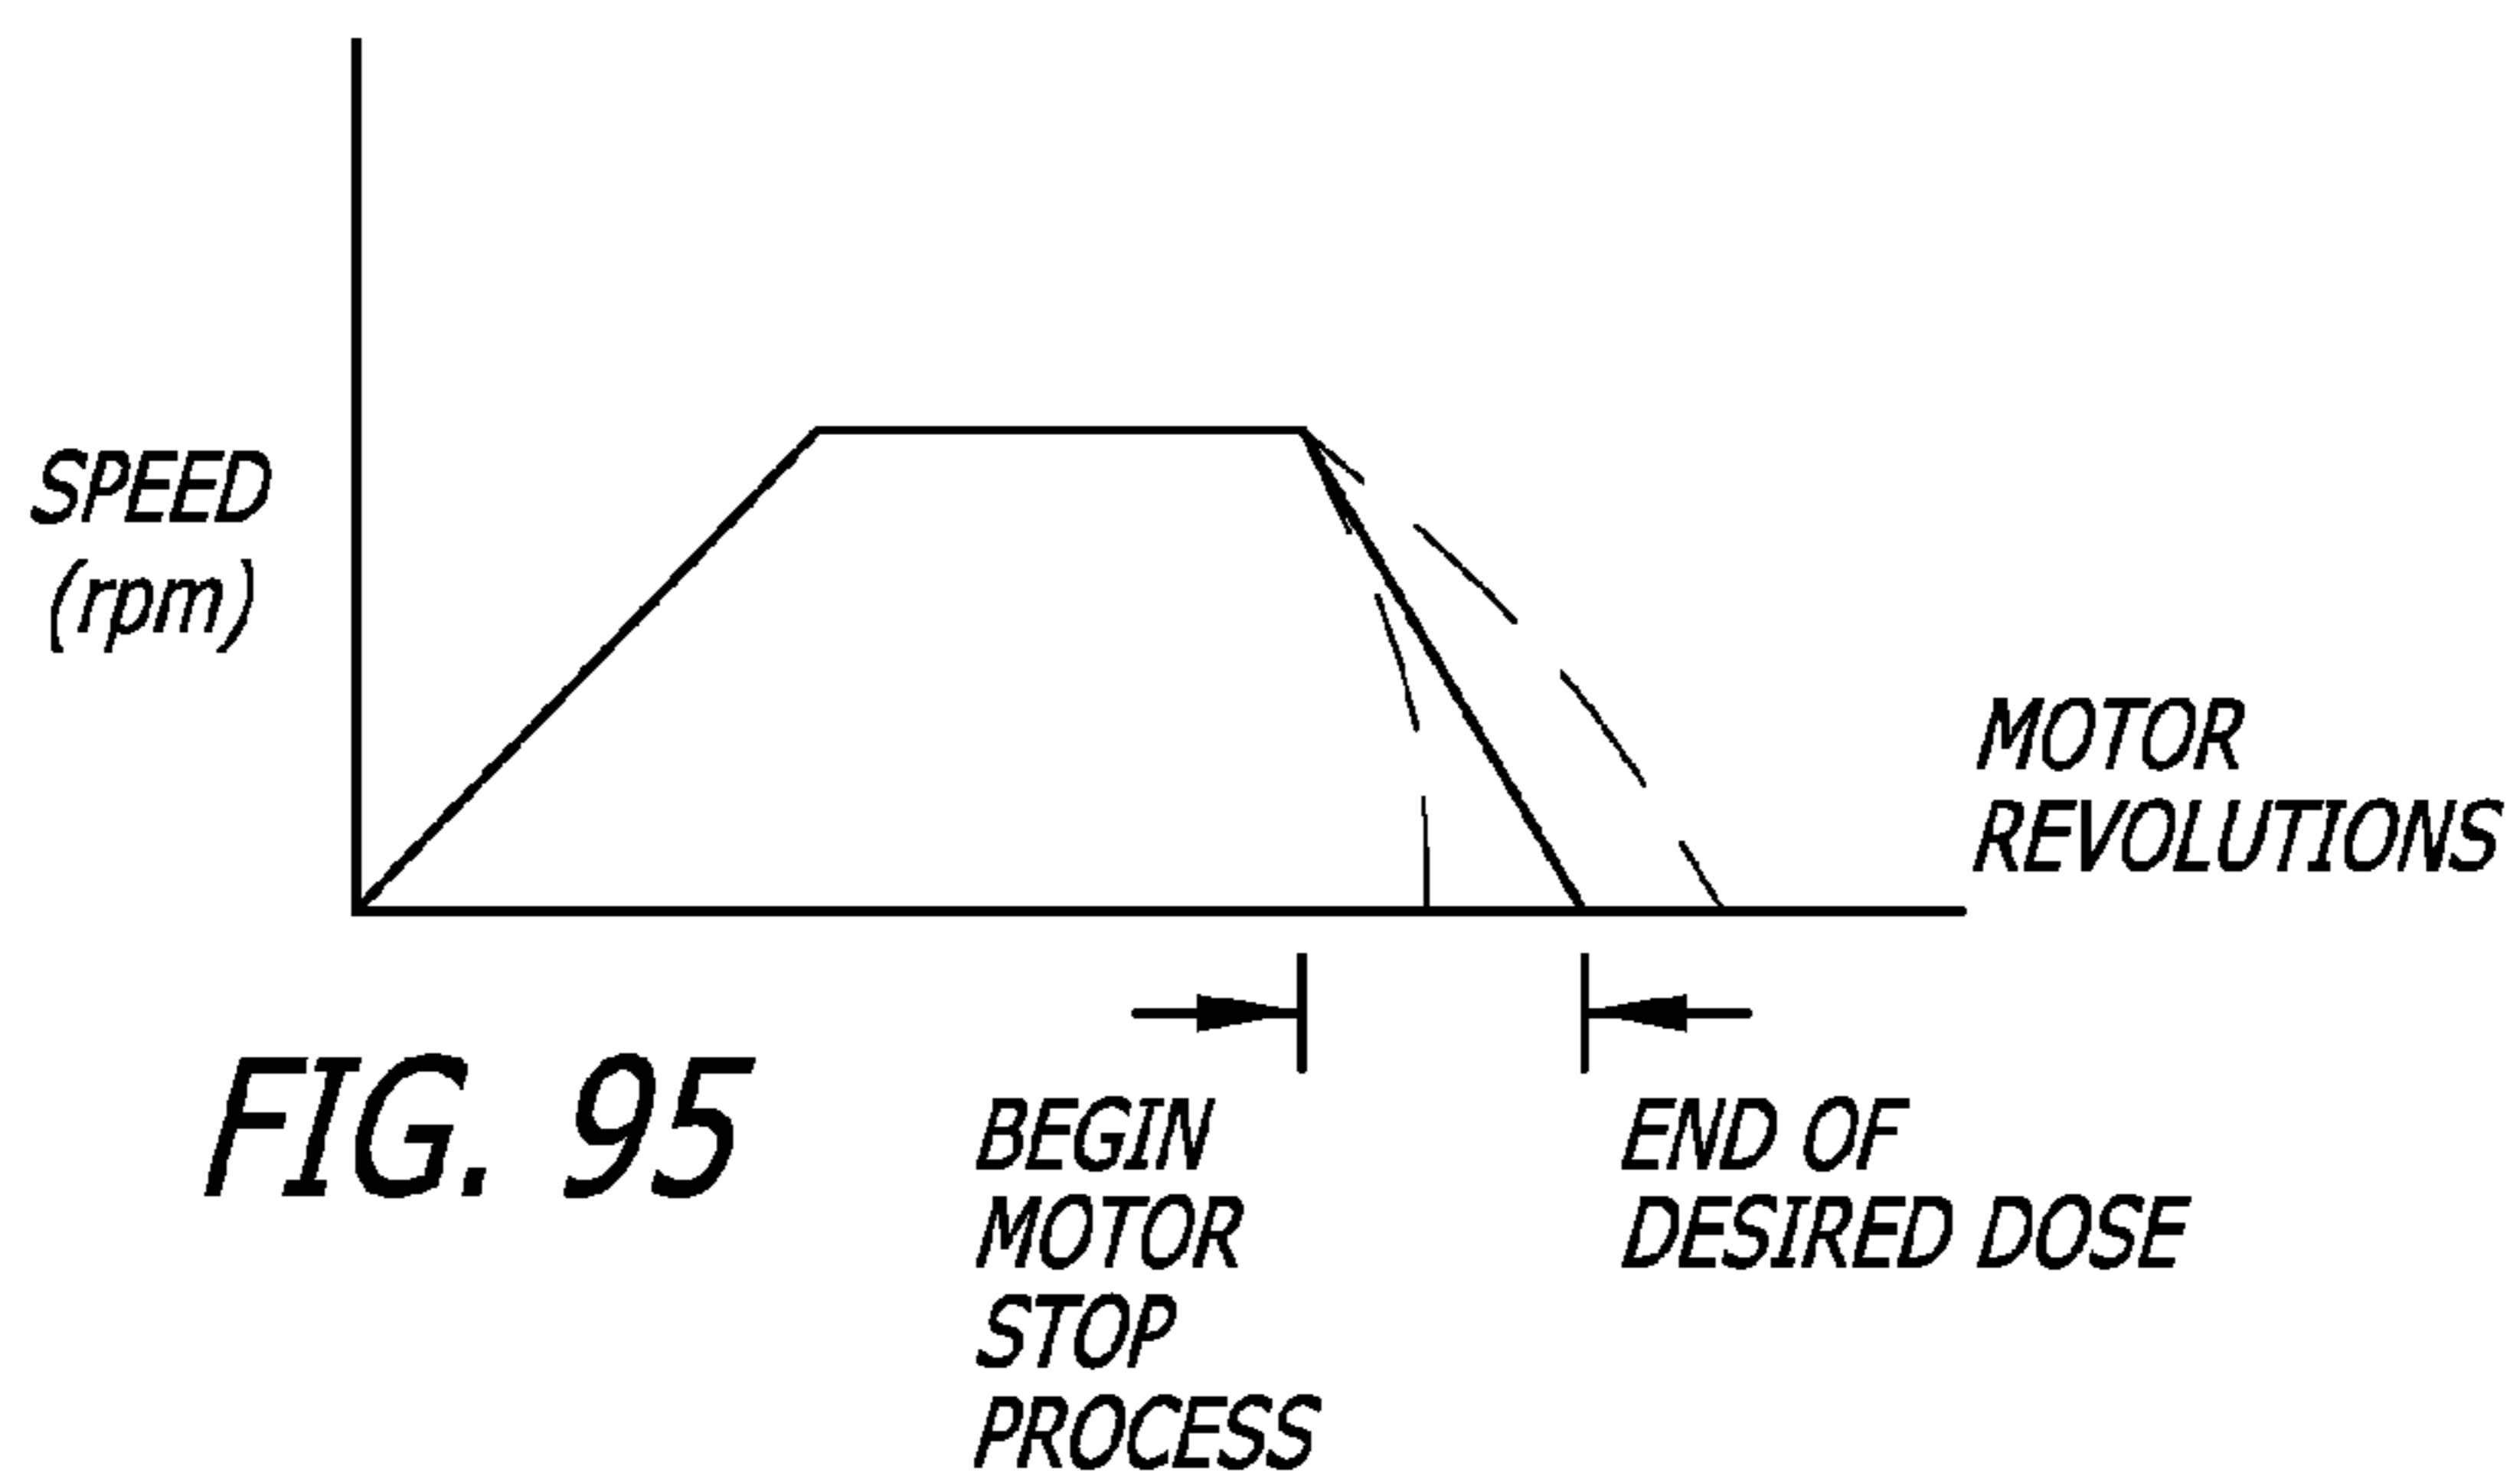 SPEED
(rpm)
MOTOR
REVOLUTIONS
BEGIN
MOTOR
STOP
PROCESS
END OF
DESIRED DOSE
FIG. 95